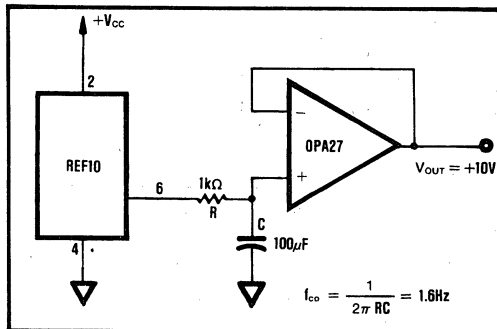 +VCC
2
REF10
6
1kΩ
R
4
C
100μF
−
+
OPA27
VOUT = +10V
fco = 1 / 2π RC = 1.6Hz